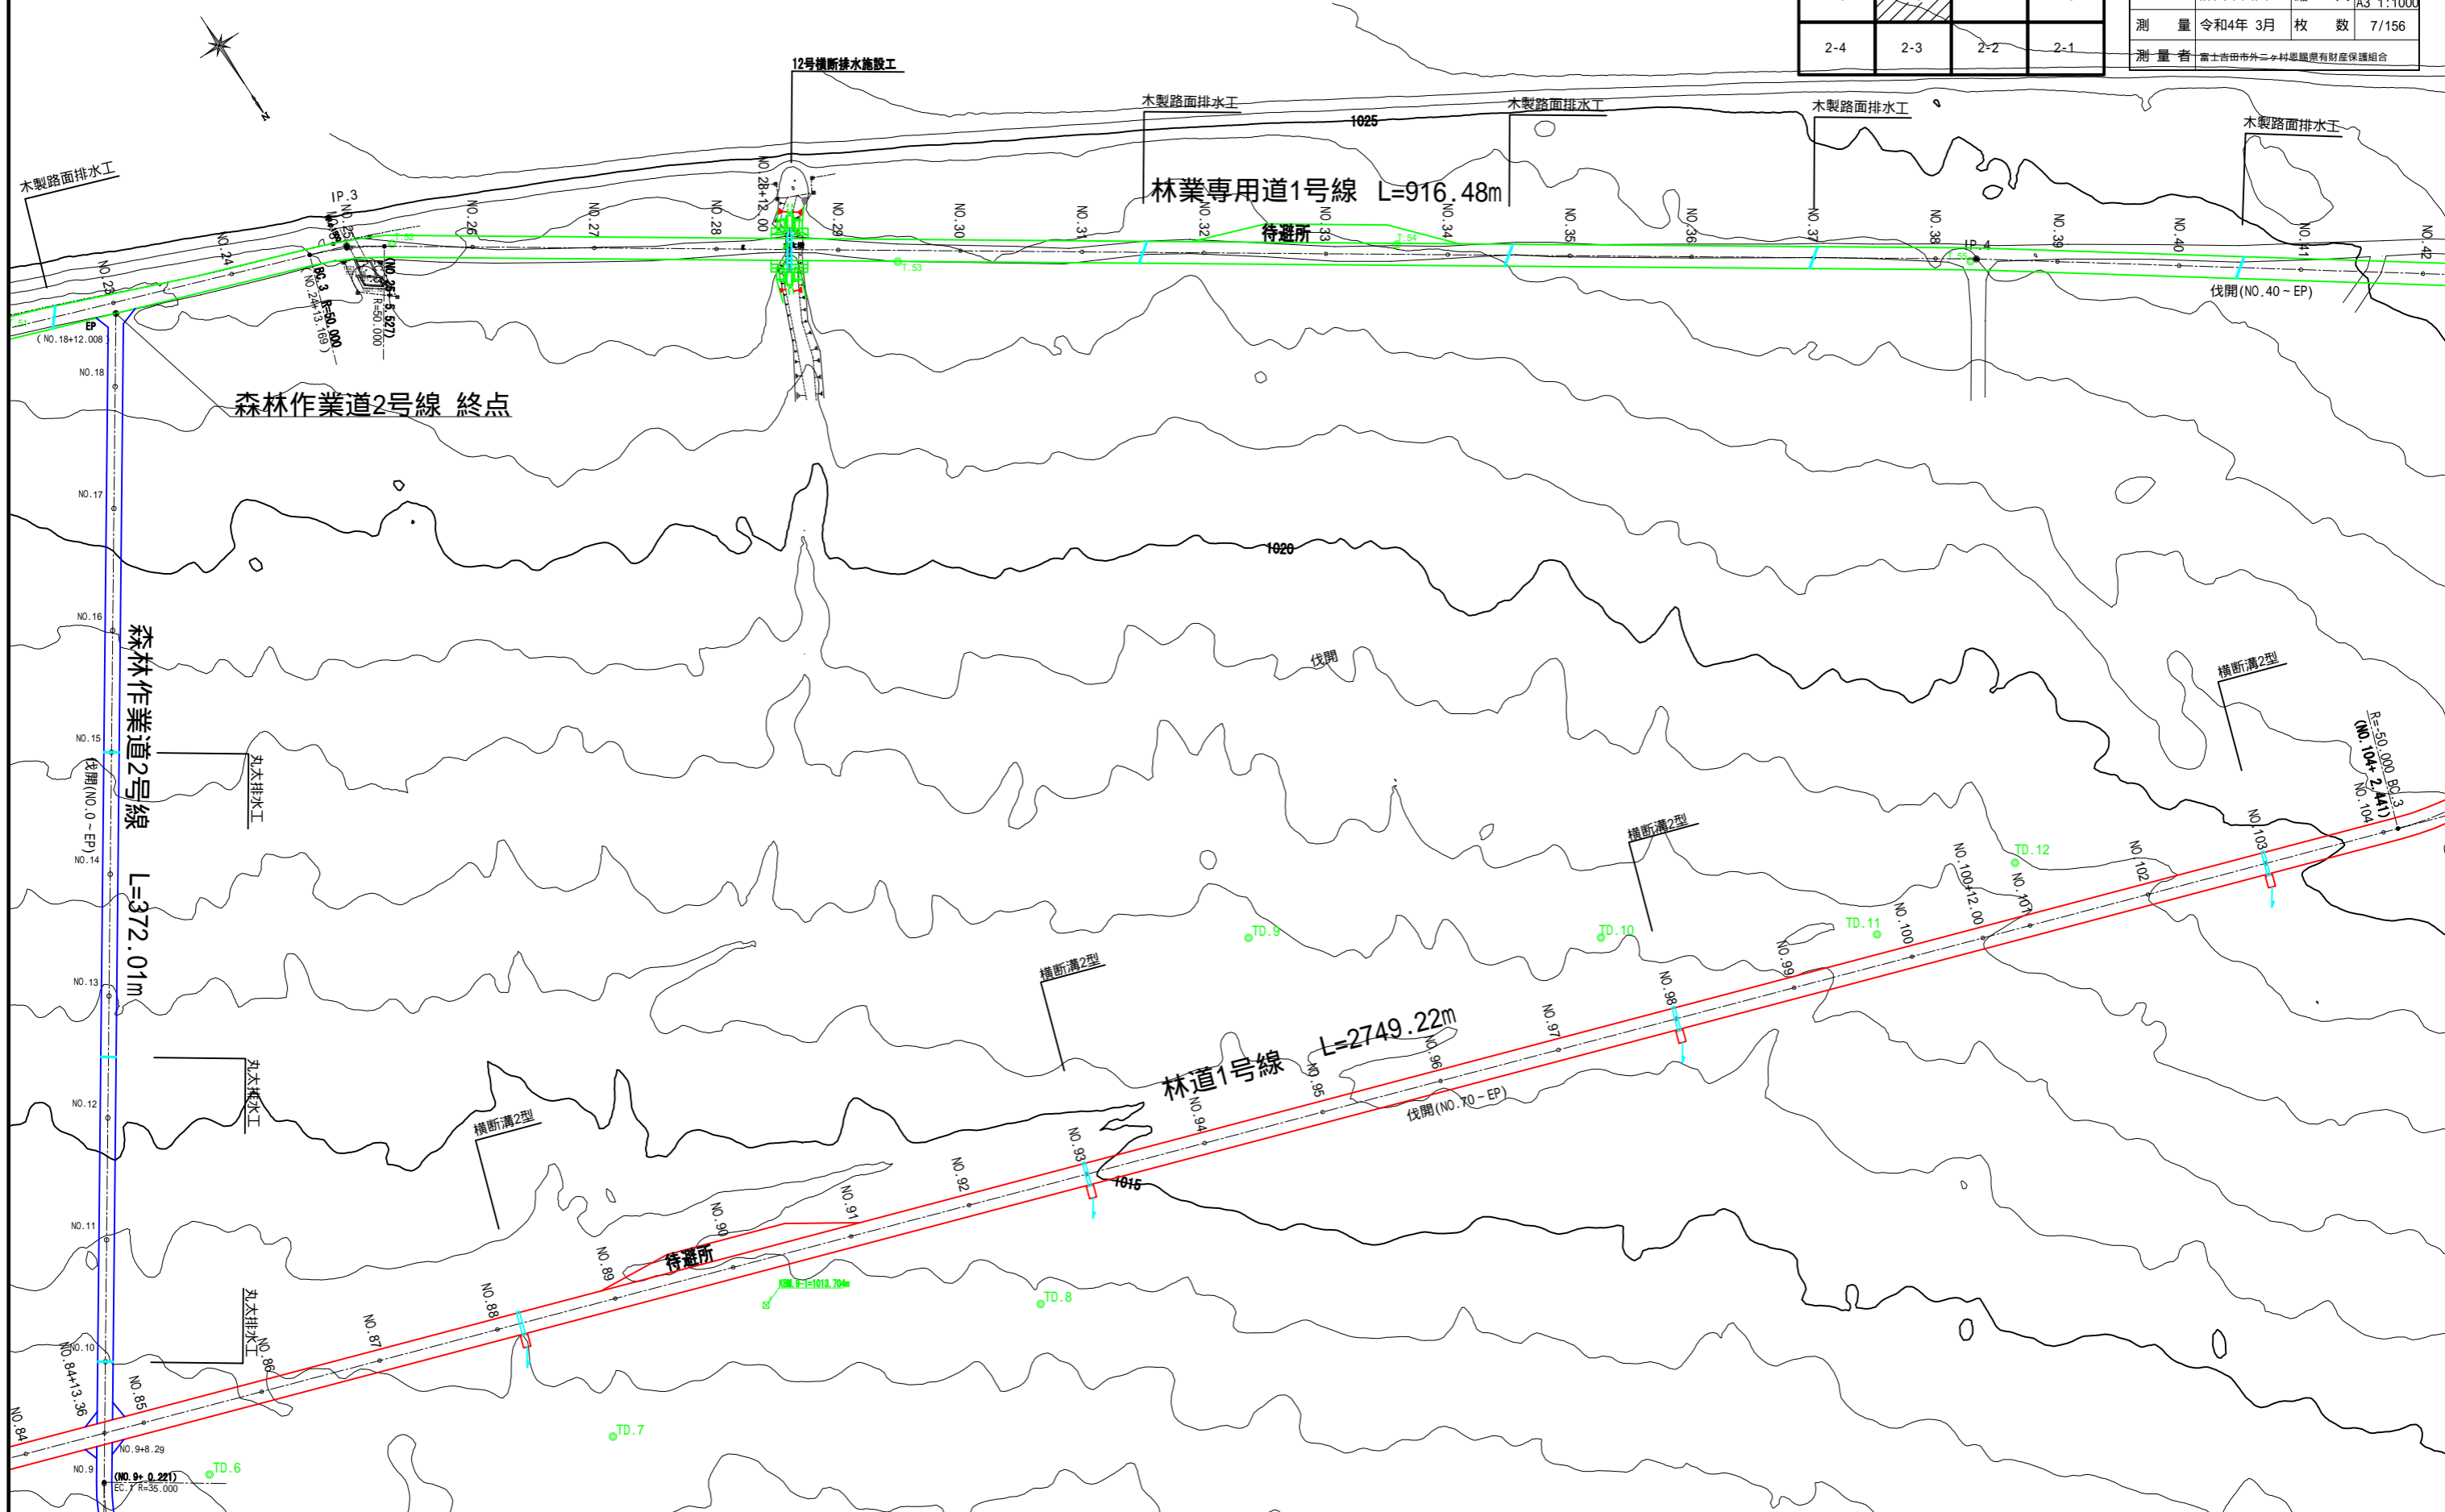 A3 1:1000
測 量 令和4年 3月 枚 数 7/156
測 量 者 富士吉田市外二ヶ村恩賜県有財産保護組合
2-4 2-3 2-2 2-1
12号横断排水施設工
木製路面排水工
木製路面排水工
木製路面排水工
木製路面排水工
木製路面排水工
1025
林業専用道1号線 L=916.48m
待避所
IP.3
NO.23
NO.24
NO.25
NO.26
NO.27
NO.28
NO.28+12.00
NO.29
NO.30
NO.31
NO.32
NO.33
NO.34
NO.35
NO.36
NO.37
NO.38
IP.4
NO.39
NO.40
NO.41
NO.42
T.52
T.53
T.54
T.55
伐開(NO.40~EP)
BC.3 R=50.000
(NO.24+13.169)
(NO.25+ 5.527)
R=50.000
EP
(NO.18+12.008)
森林作業道2号線 終点
NO.18
NO.17
NO.16
NO.15
NO.14
NO.13
NO.12
NO.11
NO.10
NO.9+8.29
NO.9
(NO.9+ 0.221)
EC.1 R=35.000
森林作業道2号線 L=372.01m
伐開(NO.0~EP)
丸太排水工
丸太排水工
丸太排水工
1020
伐開
横断溝2型
横断溝2型
横断溝2型
横断溝2型
R=-50.000 BC.3
(NO.104+ 2.441)
NO.104
NO.103
NO.102
NO.101
NO.100+12.00
NO.100
NO.99
NO.98
NO.97
NO.96
NO.95
NO.94
NO.93
NO.92
NO.91
NO.90
NO.89
NO.88
NO.87
NO.86
NO.85
NO.84+13.36
NO.84
TD.12
TD.11
TD.10
TD.9
TD.8
TD.7
TD.6
林道1号線 L=2749.22m
伐開(NO.70~EP)
1015
待避所